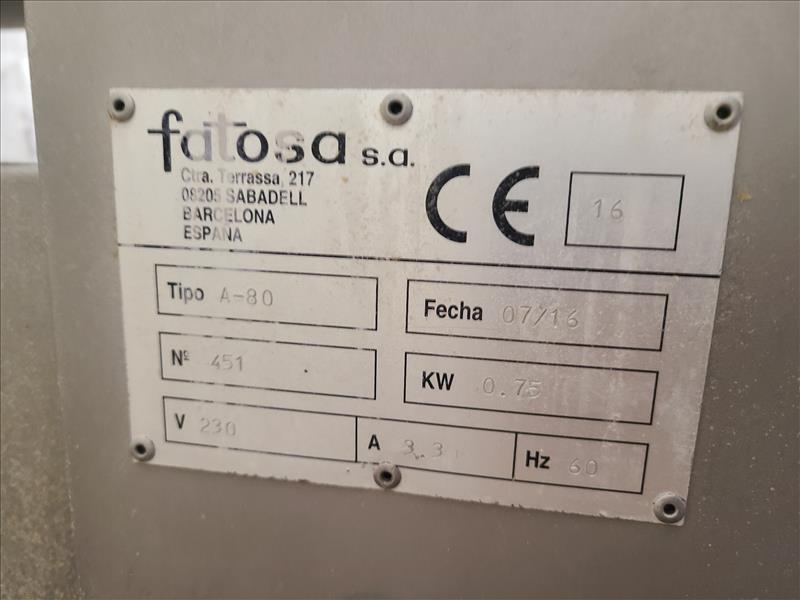 fatosa s.a.
Ctra. Terrassa, 217
08205 SABADELL
BARCELONA
ESPAÑA
CE 16
Tipo A-80
Fecha 07/16
Nº 451
KW 0.75
V 230
A 3.3
Hz 60